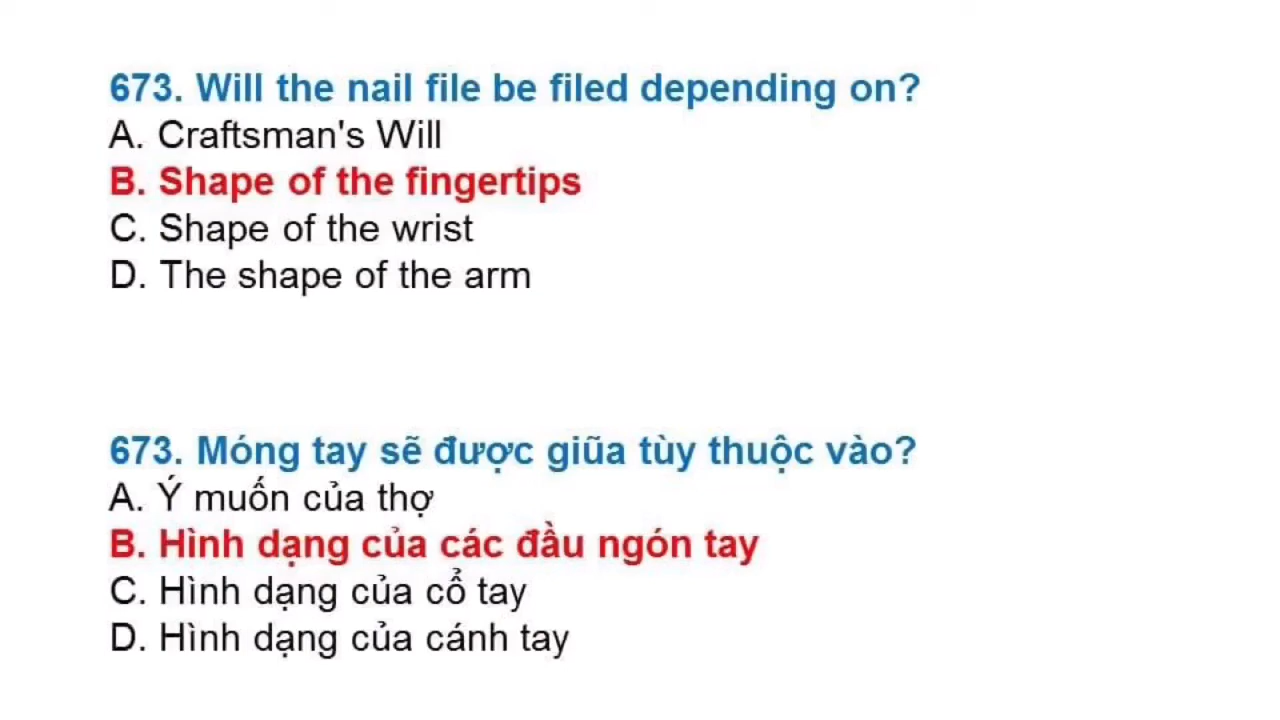 673. Will the nail file be filed depending on?
A. Craftsman's Will
B. Shape of the fingertips
C. Shape of the wrist
D. The shape of the arm
673. Móng tay sẽ được giũa tùy thuộc vào?
A. Ý muốn của thợ
B. Hình dạng của các đầu ngón tay
C. Hình dạng của cổ tay
D. Hình dạng của cánh tay